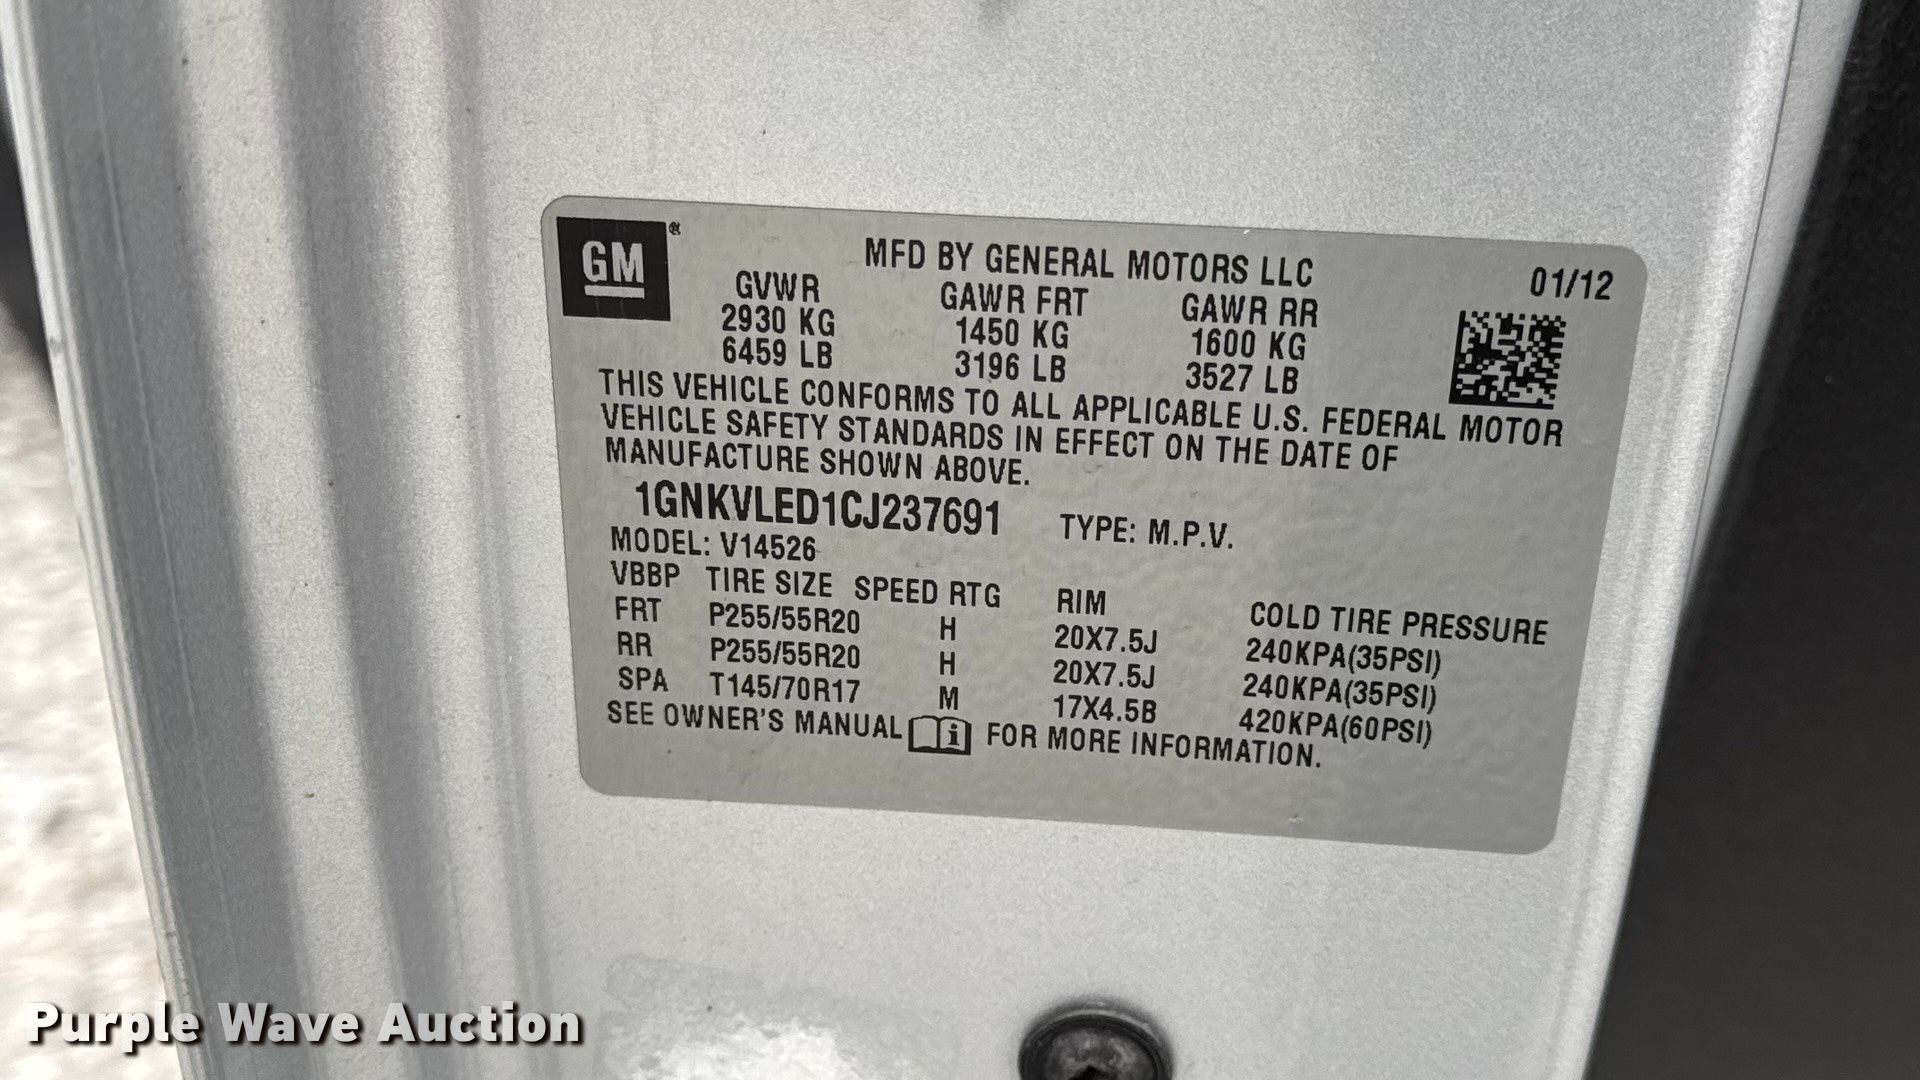 GM®
MFD BY GENERAL MOTORS LLC
01/12
GVWR GAWR FRT GAWR RR
2930 KG 1450 KG 1600 KG
6459 LB 3196 LB 3527 LB
THIS VEHICLE CONFORMS TO ALL APPLICABLE U.S. FEDERAL MOTOR
VEHICLE SAFETY STANDARDS IN EFFECT ON THE DATE OF
MANUFACTURE SHOWN ABOVE.
1GNKVLED1CJ237691 TYPE: M.P.V.
MODEL: V14526
VBBP TIRE SIZE SPEED RTG RIM COLD TIRE PRESSURE
FRT P255/55R20 H 20X7.5J 240KPA(35PSI)
RR P255/55R20 H 20X7.5J 240KPA(35PSI)
SPA T145/70R17 M 17X4.5B 420KPA(60PSI)
SEE OWNER'S MANUAL i FOR MORE INFORMATION.
Purple Wave Auction